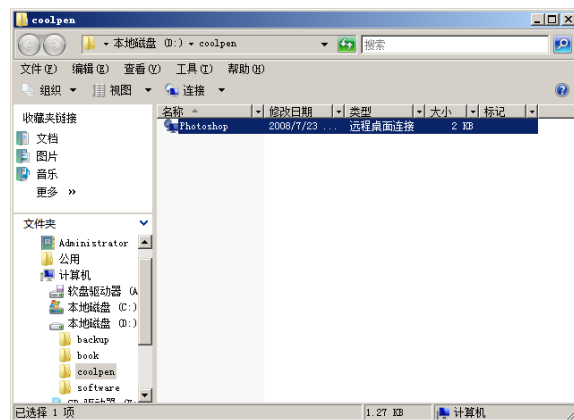 coolpen
本地磁盘 (D:) coolpen
搜索
文件(F) 编辑(E) 查看(V) 工具(T) 帮助(H)
组织 视图 连接
收藏夹链接
文档
图片
音乐
更多 »
名称 修改日期 类型 大小 标记
Photoshop 2008/7/23 ... 远程桌面连接 2 KB
文件夹
Administrator
公用
计算机
软盘驱动器 (A
本地磁盘 (C:)
本地磁盘 (D:)
backup
book
coolpen
software
已选择 1 项 1.27 KB 计算机